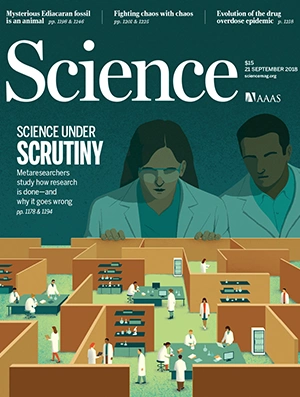 Mysterious Ediacaran fossil
is an animal pp. 1198 & 1246
Fighting chaos with chaos
pp. 1201 & 1225
Evolution of the drug
overdose epidemic p. 1218
Science
$15
21 SEPTEMBER 2018
sciencemag.org
AAAS
SCIENCE UNDER
SCRUTINY
Metaresearchers
study how research
is done—and
why it goes wrong
pp. 1178 & 1194